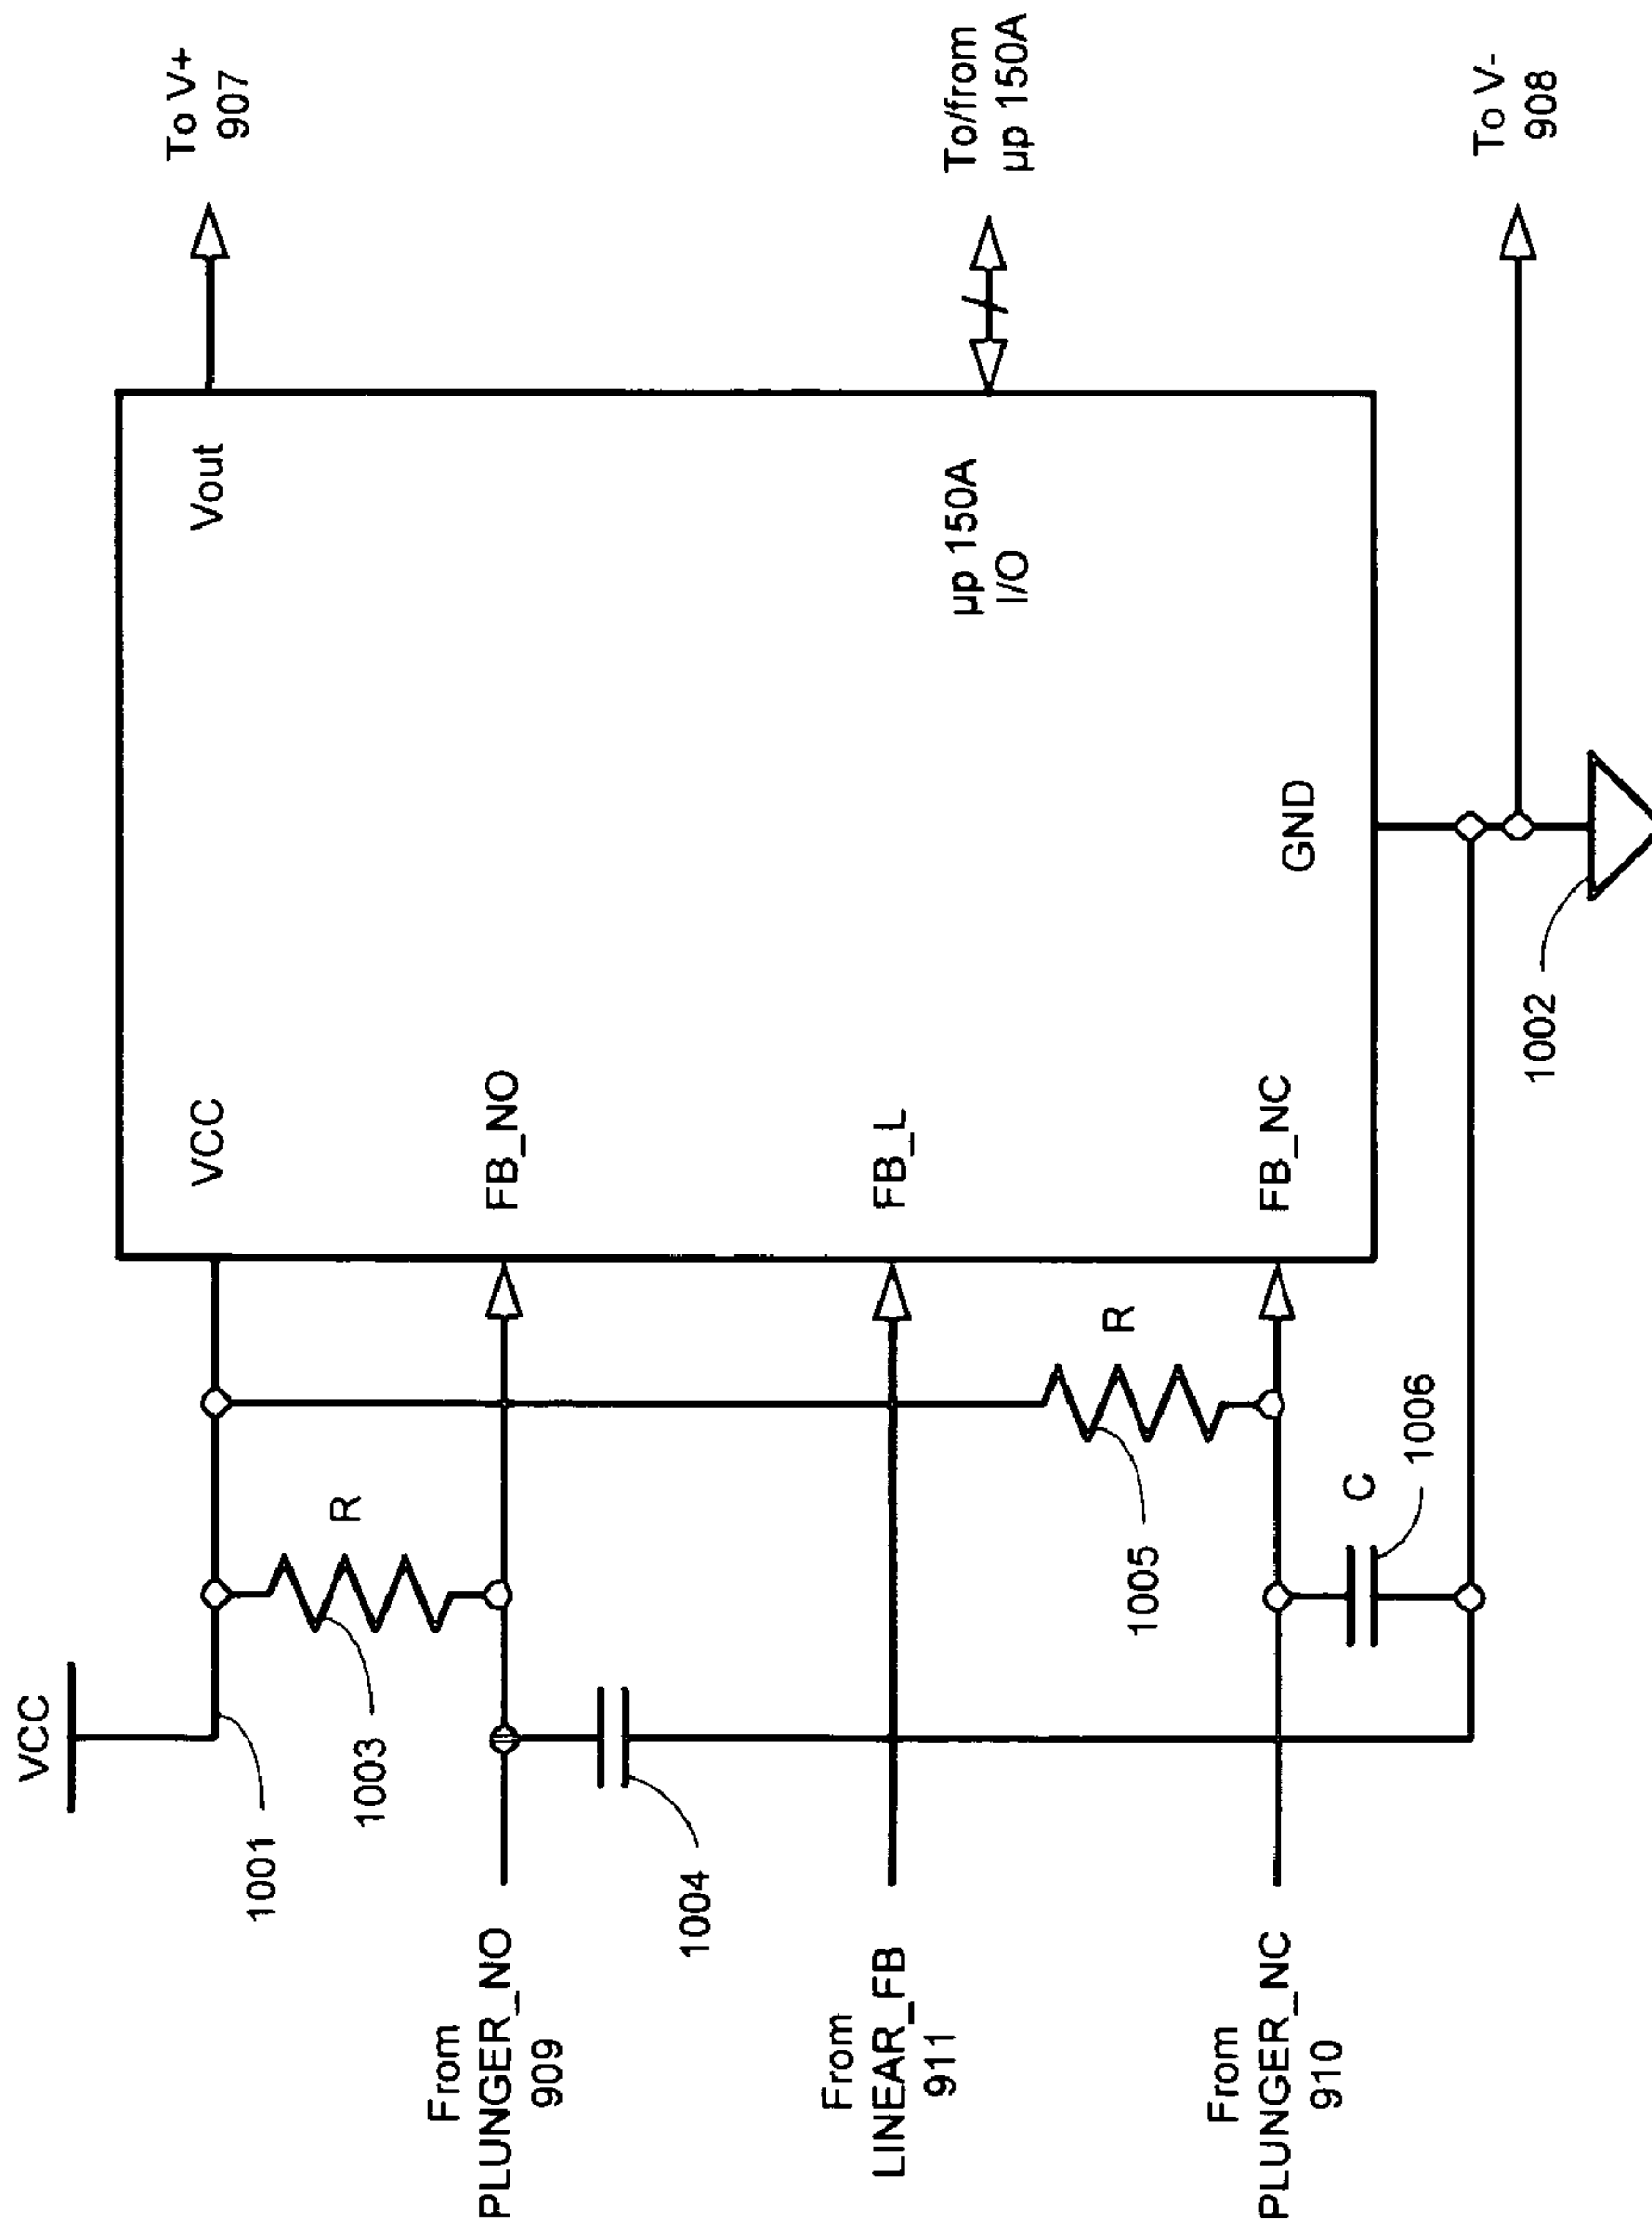 VCC
1001
1003
R
From
PLUNGER_NO
909
1004
From
LINEAR_FB
911
1005
R
From
PLUNGER_NC
910
C
1006
VCC
FB_NO
FB_L
FB_NC
GND
Vout
µp 150A
I/O
To V+
907
To/from
µp 150A
To V-
908
1002